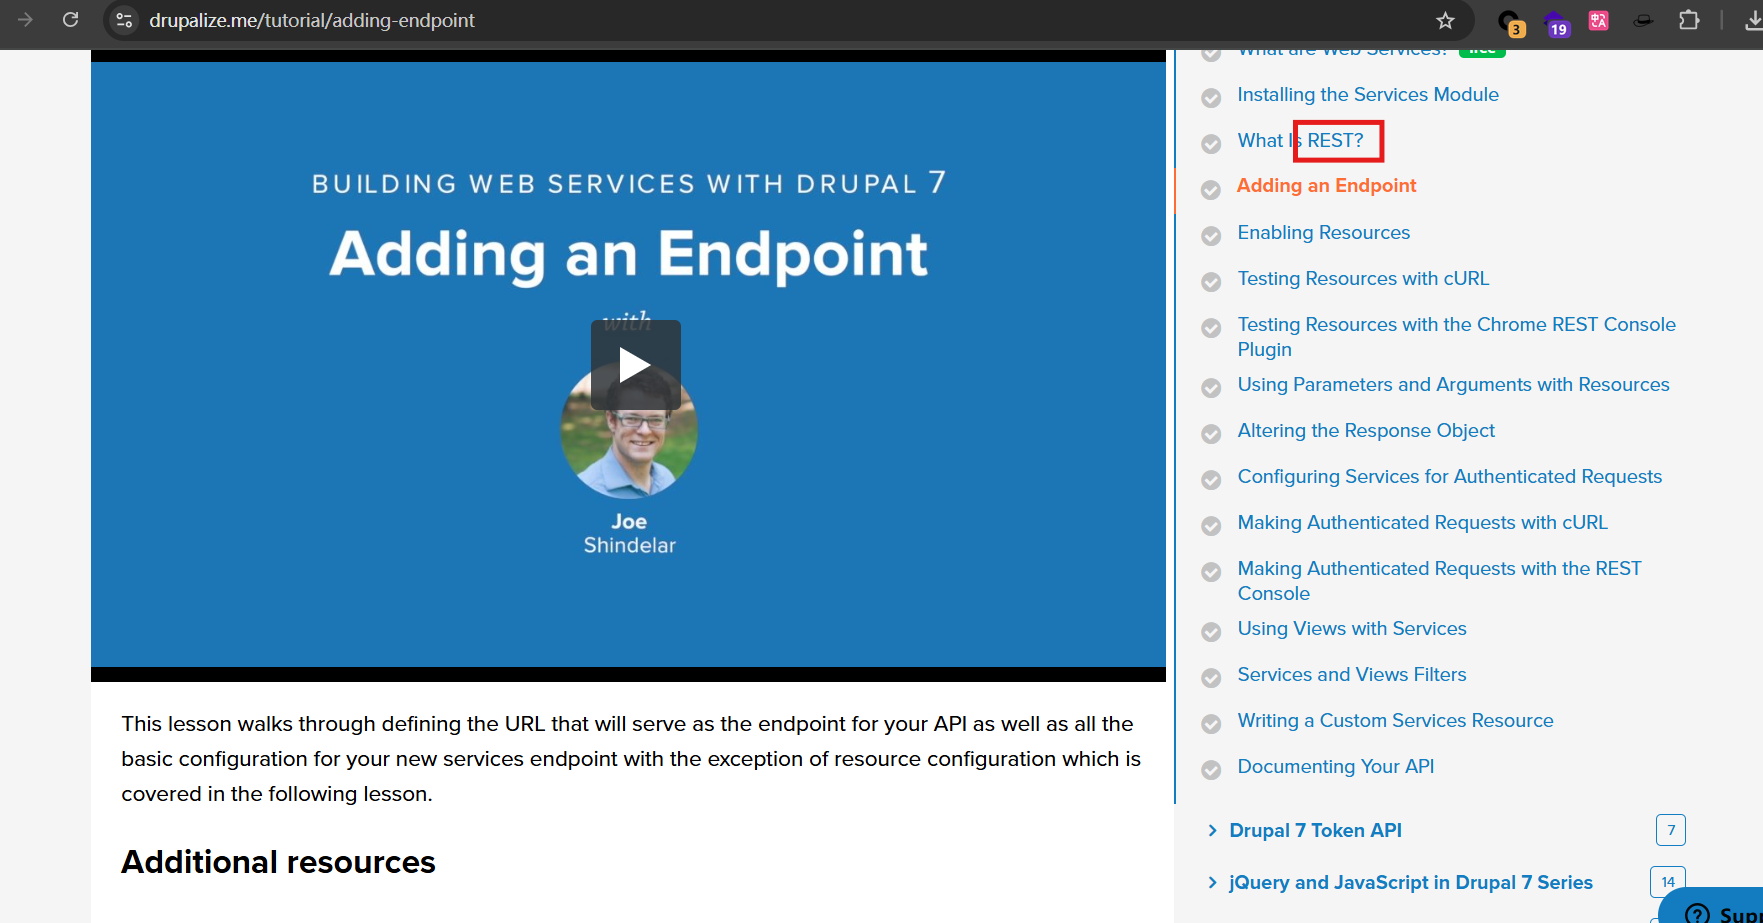 drupalize.me/tutorial/adding-endpoint
3
19
BUILDING WEB SERVICES WITH DRUPAL 7
Adding an Endpoint
with
Joe
Shindelar
This lesson walks through defining the URL that will serve as the endpoint for your API as well as all the
basic configuration for your new services endpoint with the exception of resource configuration which is
covered in the following lesson.
Additional resources
What are Web Services? free
Installing the Services Module
What Is REST?
Adding an Endpoint
Enabling Resources
Testing Resources with cURL
Testing Resources with the Chrome REST Console
Plugin
Using Parameters and Arguments with Resources
Altering the Response Object
Configuring Services for Authenticated Requests
Making Authenticated Requests with cURL
Making Authenticated Requests with the REST
Console
Using Views with Services
Services and Views Filters
Writing a Custom Services Resource
Documenting Your API
Drupal 7 Token API 7
jQuery and JavaScript in Drupal 7 Series 14